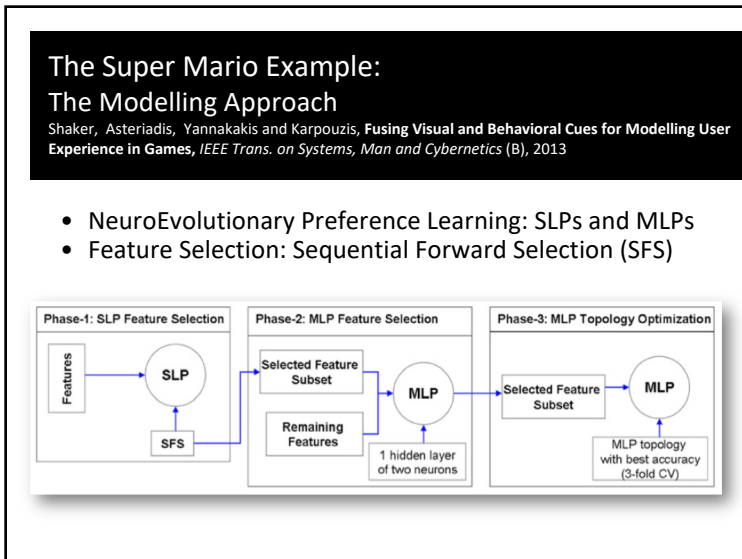 The Super Mario Example:
The Modelling Approach
Shaker, Asteriadis, Yannakakis and Karpouzis, Fusing Visual and Behavioral Cues for Modelling User
Experience in Games, IEEE Trans. on Systems, Man and Cybernetics (B), 2013
• NeuroEvolutionary Preference Learning: SLPs and MLPs
• Feature Selection: Sequential Forward Selection (SFS)
Phase-1: SLP Feature Selection
Features
SLP
SFS
Phase-2: MLP Feature Selection
Selected Feature
Subset
Remaining
Features
MLP
1 hidden layer
of two neurons
Phase-3: MLP Topology Optimization
Selected Feature
Subset
MLP
MLP topology
with best accuracy
(3-fold CV)